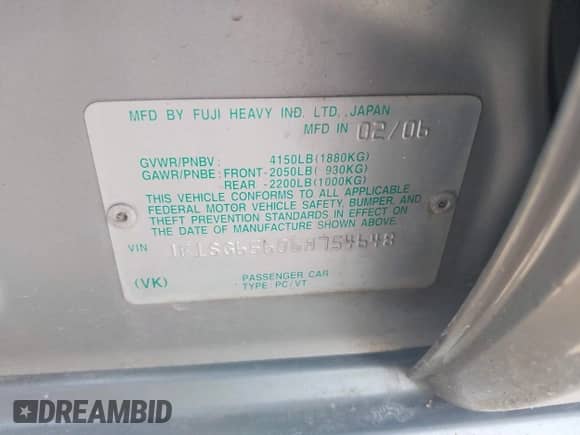 MFD BY FUJI HEAVY IND. LTD., JAPAN
MFD IN 02/06
GVWR/PNBV : 4150LB(1880KG)
GAWR/PNBE: FRONT-2050LB( 930KG)
REAR -2200LB(1000KG)
THIS VEHICLE CONFORMS TO ALL APPLICABLE
FEDERAL MOTOR VEHICLE SAFETY, BUMPER, AND
THEFT PREVENTION STANDARDS IN EFFECT ON
THE DATE OF MANUFACTURE SHOWN ABOVE.
VIN
(VK)
PASSENGER CAR
TYPE: PC/VT
DREAMBID